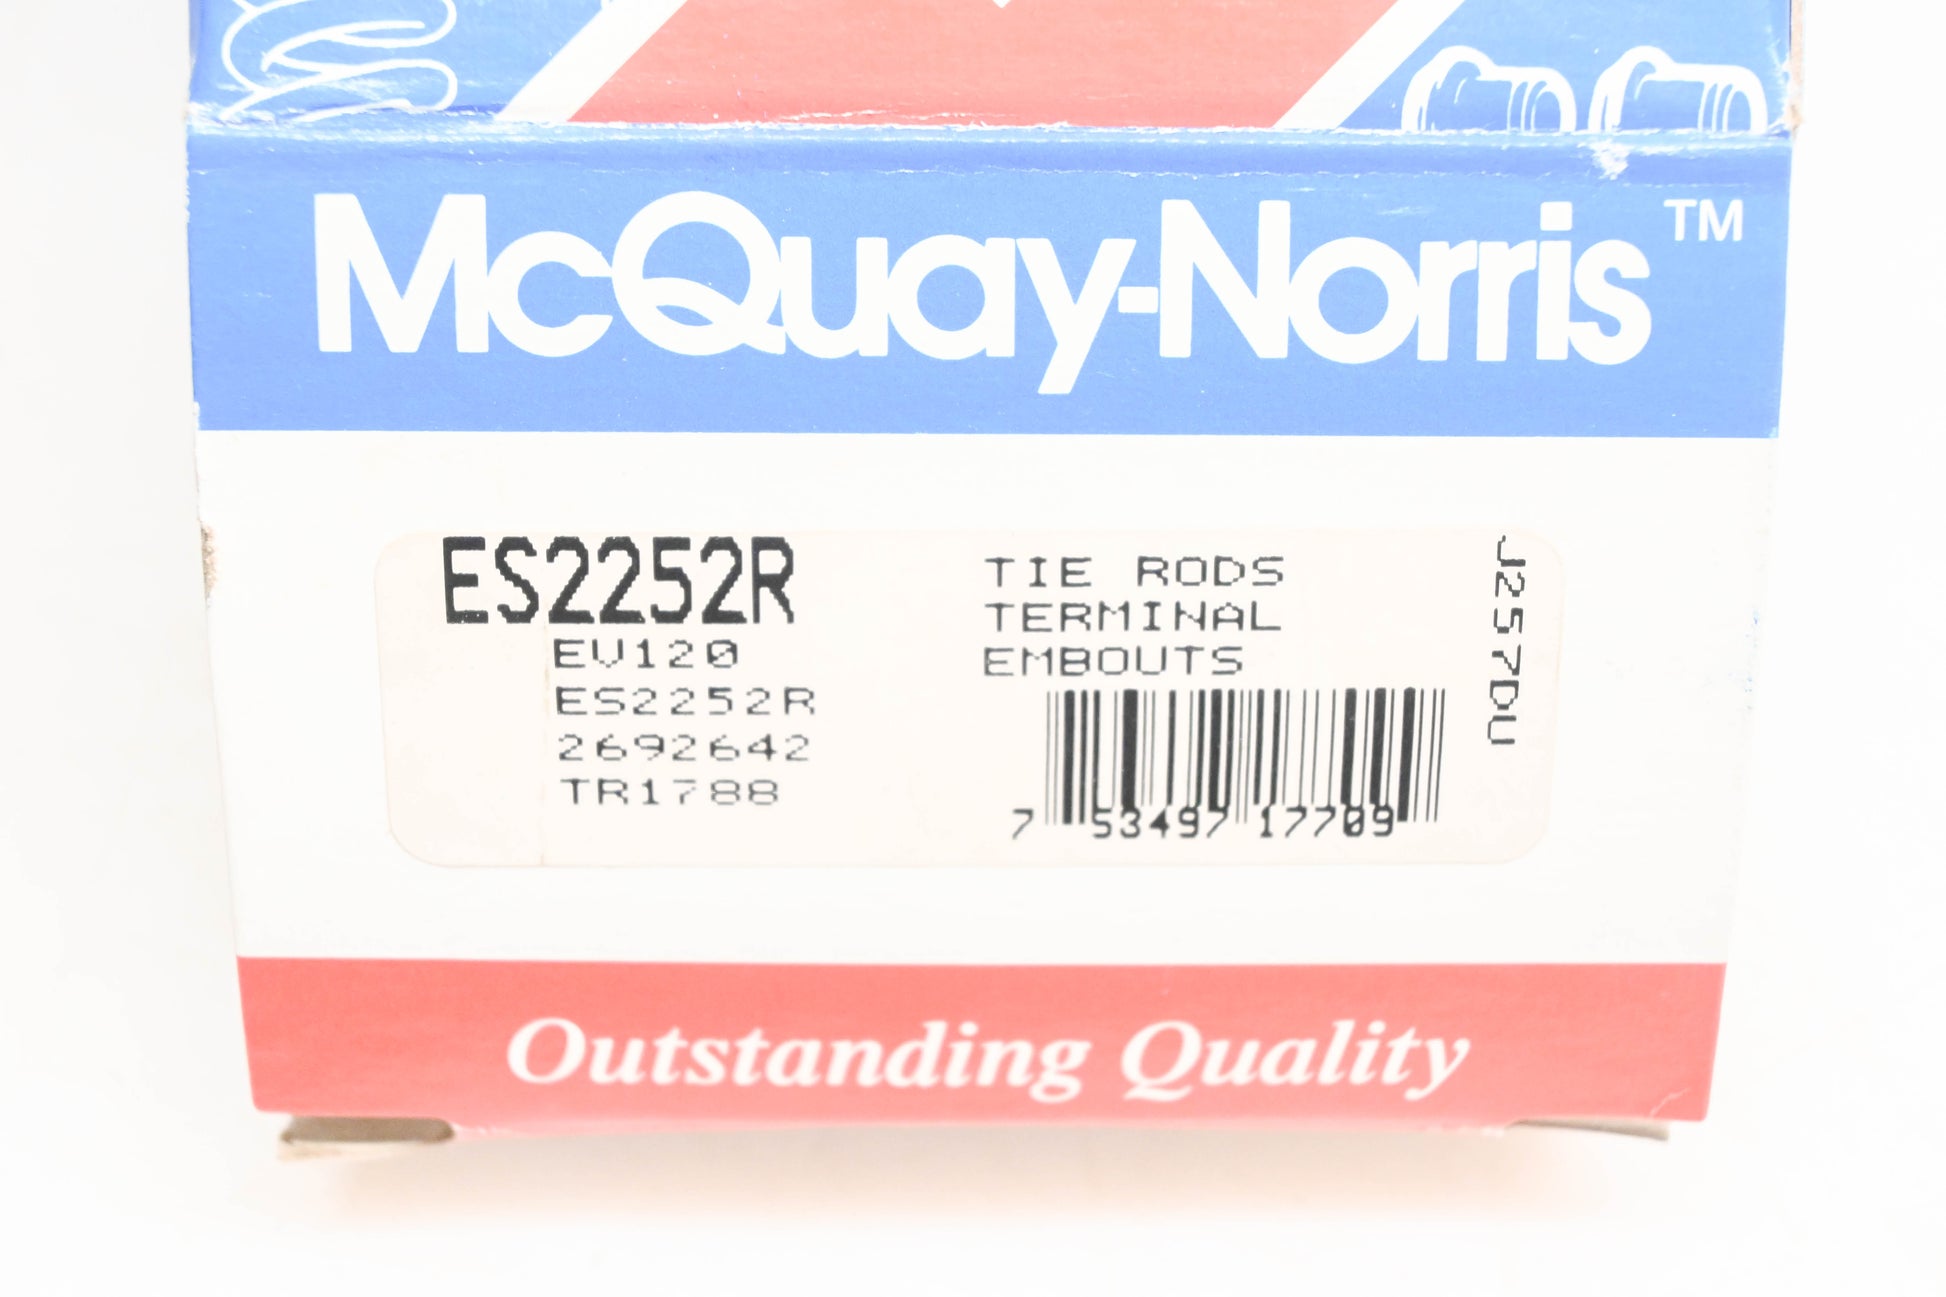 McQuay-Norris™
ES2252R
EV120
ES2252R
2692642
TR1788
TIE RODS
TERMINAL
EMBOUTS
7 53497 17709
J257DU
Outstanding Quality